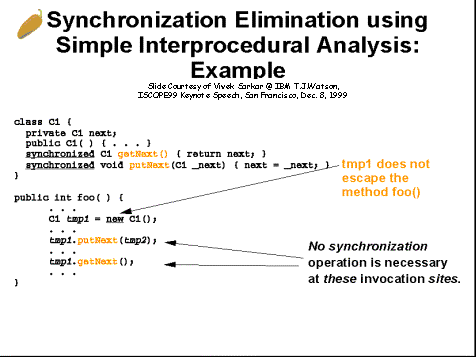 Synchronization Elimination using
Simple Interprocedural Analysis:
Example
Slide Courtesy of Vivek Sarkar @ IBM T.J.Watson,
ISCOPE99 Keynote Speech, San Francisco, Dec. 8, 1999
class C1 {
private C1 next;
public C1( ) { . . . }
synchronized C1 getNext() { return next; }
synchronized void putNext(C1 _next) { next = _next; }
}
tmp1 does not
escape the
method foo()
public int foo( ) {
. . .
C1 tmp1 = new C1();
. . .
tmp1.putNext(tmp2);
. . .
tmp1.getNext();
. . .
}
No synchronization
operation is necessary
at these invocation sites.